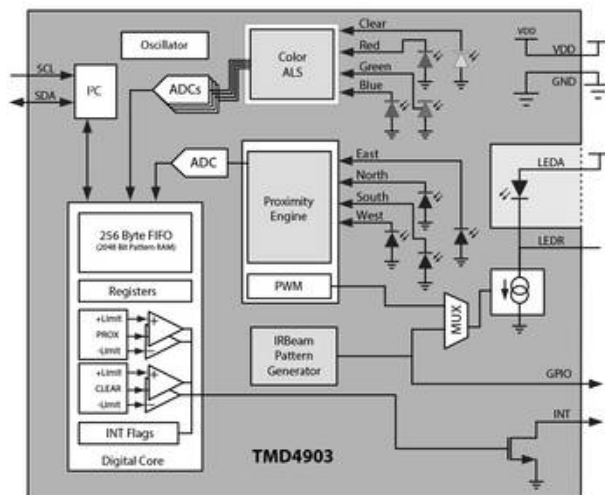 Oscillator
SCL
SDA
I²C
ADCs
Color
ALS
Clear
Red
Green
Blue
VDD
VDD
GND
ADC
Proximity
Engine
East
North
South
West
PWM
LEDA
LEDR
256 Byte FIFO
(2048 Bit Pattern RAM)
Registers
+Limit
PROX
-Limit
+Limit
CLEAR
-Limit
INT Flags
Digital Core
IRBeam
Pattern
Generator
MUX
GPIO
INT
TMD4903